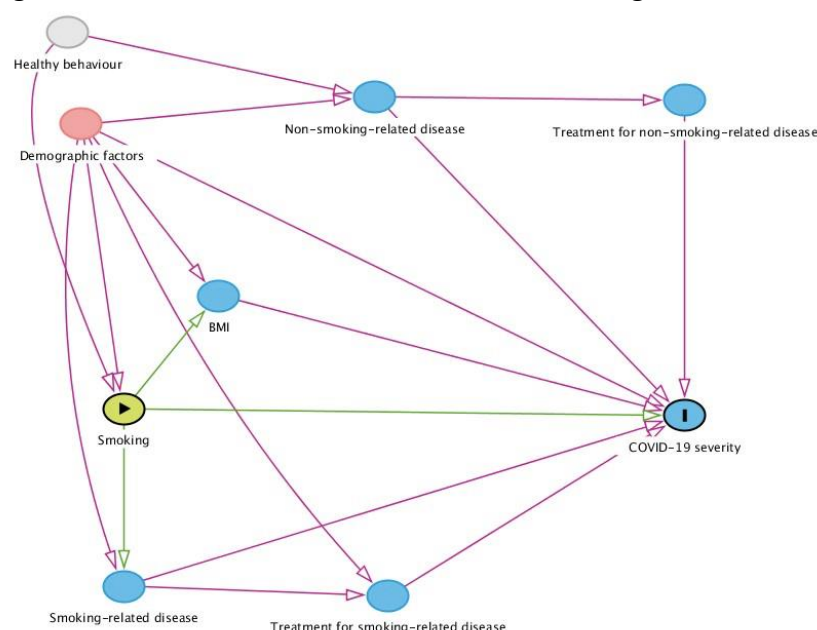 Healthy behaviour
Non-smoking-related disease
Treatment for non-smoking-related disease
Demographic factors
BMI
Smoking
COVID-19 severity
Smoking-related disease
Treatment for smoking-related disease